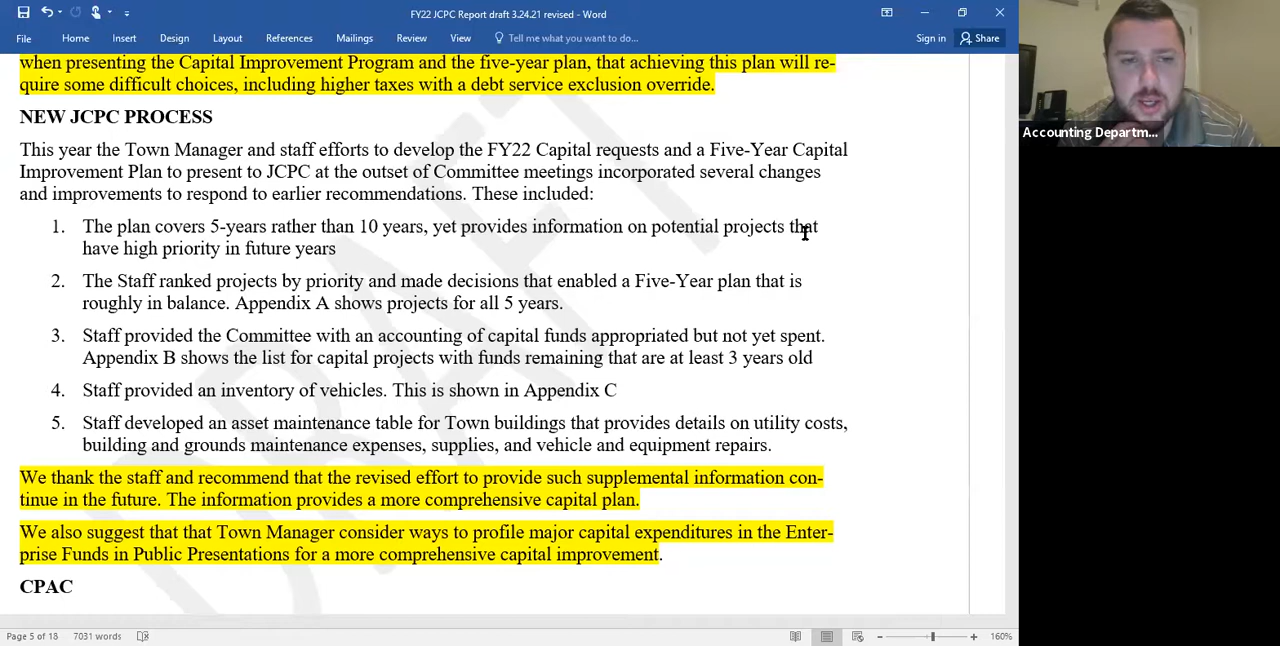 FY22 JCPC Report draft 3.24.21 revised - Word
File Home Insert Design Layout References Mailings Review View Tell me what you want to do... Sign in Share
when presenting the Capital Improvement Program and the five-year plan, that achieving this plan will re-
quire some difficult choices, including higher taxes with a debt service exclusion override.
NEW JCPC PROCESS
This year the Town Manager and staff efforts to develop the FY22 Capital requests and a Five-Year Capital
Improvement Plan to present to JCPC at the outset of Committee meetings incorporated several changes
and improvements to respond to earlier recommendations. These included:
1. The plan covers 5-years rather than 10 years, yet provides information on potential projects that
have high priority in future years
2. The Staff ranked projects by priority and made decisions that enabled a Five-Year plan that is
roughly in balance. Appendix A shows projects for all 5 years.
3. Staff provided the Committee with an accounting of capital funds appropriated but not yet spent.
Appendix B shows the list for capital projects with funds remaining that are at least 3 years old
4. Staff provided an inventory of vehicles. This is shown in Appendix C
5. Staff developed an asset maintenance table for Town buildings that provides details on utility costs,
building and grounds maintenance expenses, supplies, and vehicle and equipment repairs.
We thank the staff and recommend that the revised effort to provide such supplemental information con-
tinue in the future. The information provides a more comprehensive capital plan.
We also suggest that that Town Manager consider ways to profile major capital expenditures in the Enter-
prise Funds in Public Presentations for a more comprehensive capital improvement.
CPAC
DRAFT
Page 5 of 18 7031 words 160%
Accounting Departm...